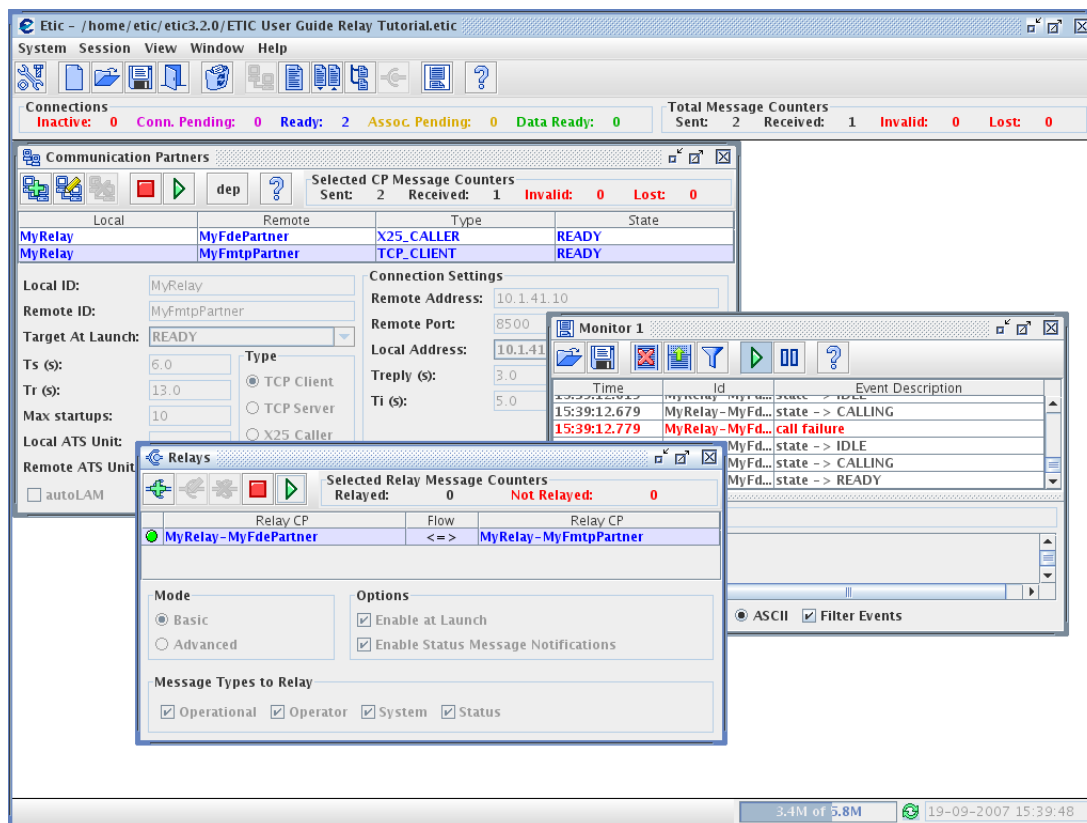 Etic - /home/etic/etic3.2.0/ETIC User Guide Relay Tutorial.etic
System Session View Window Help
Connections
Inactive: 0 Conn. Pending: 0 Ready: 2 Assoc. Pending: 0 Data Ready: 0
Total Message Counters
Sent: 2 Received: 1 Invalid: 0 Lost: 0
Communication Partners
dep
Selected CP Message Counters
Sent: 2 Received: 1 Invalid: 0 Lost: 0
Local Remote Type State
MyRelay MyFdePartner X25_CALLER READY
MyRelay MyFmtpPartner TCP_CLIENT READY
Local ID: MyRelay
Remote ID: MyFmtpPartner
Target At Launch: READY
Ts (s): 6.0
Tr (s): 13.0
Max startups: 10
Local ATS Unit:
Remote ATS Unit
autoLAM
Type
TCP Client
TCP Server
X25 Caller
Connection Settings
Remote Address: 10.1.41.10
Remote Port: 8500
Local Address: 10.1.41
Treply (s): 3.0
Ti (s): 5.0
Monitor 1
Time Id Event Description
state -> IDLE
15:39:12.679 MyRelay-MyFd... state -> CALLING
15:39:12.779 MyRelay-MyFd... call failure
MyFd... state -> IDLE
MyFd... state -> CALLING
MyFd... state -> READY
ASCII Filter Events
Relays
Selected Relay Message Counters
Relayed: 0 Not Relayed: 0
Relay CP Flow Relay CP
MyRelay-MyFdePartner <=> MyRelay-MyFmtpPartner
Mode
Basic
Advanced
Options
Enable at Launch
Enable Status Message Notifications
Message Types to Relay
Operational Operator System Status
3.4M of 5.8M 19-09-2007 15:39:48